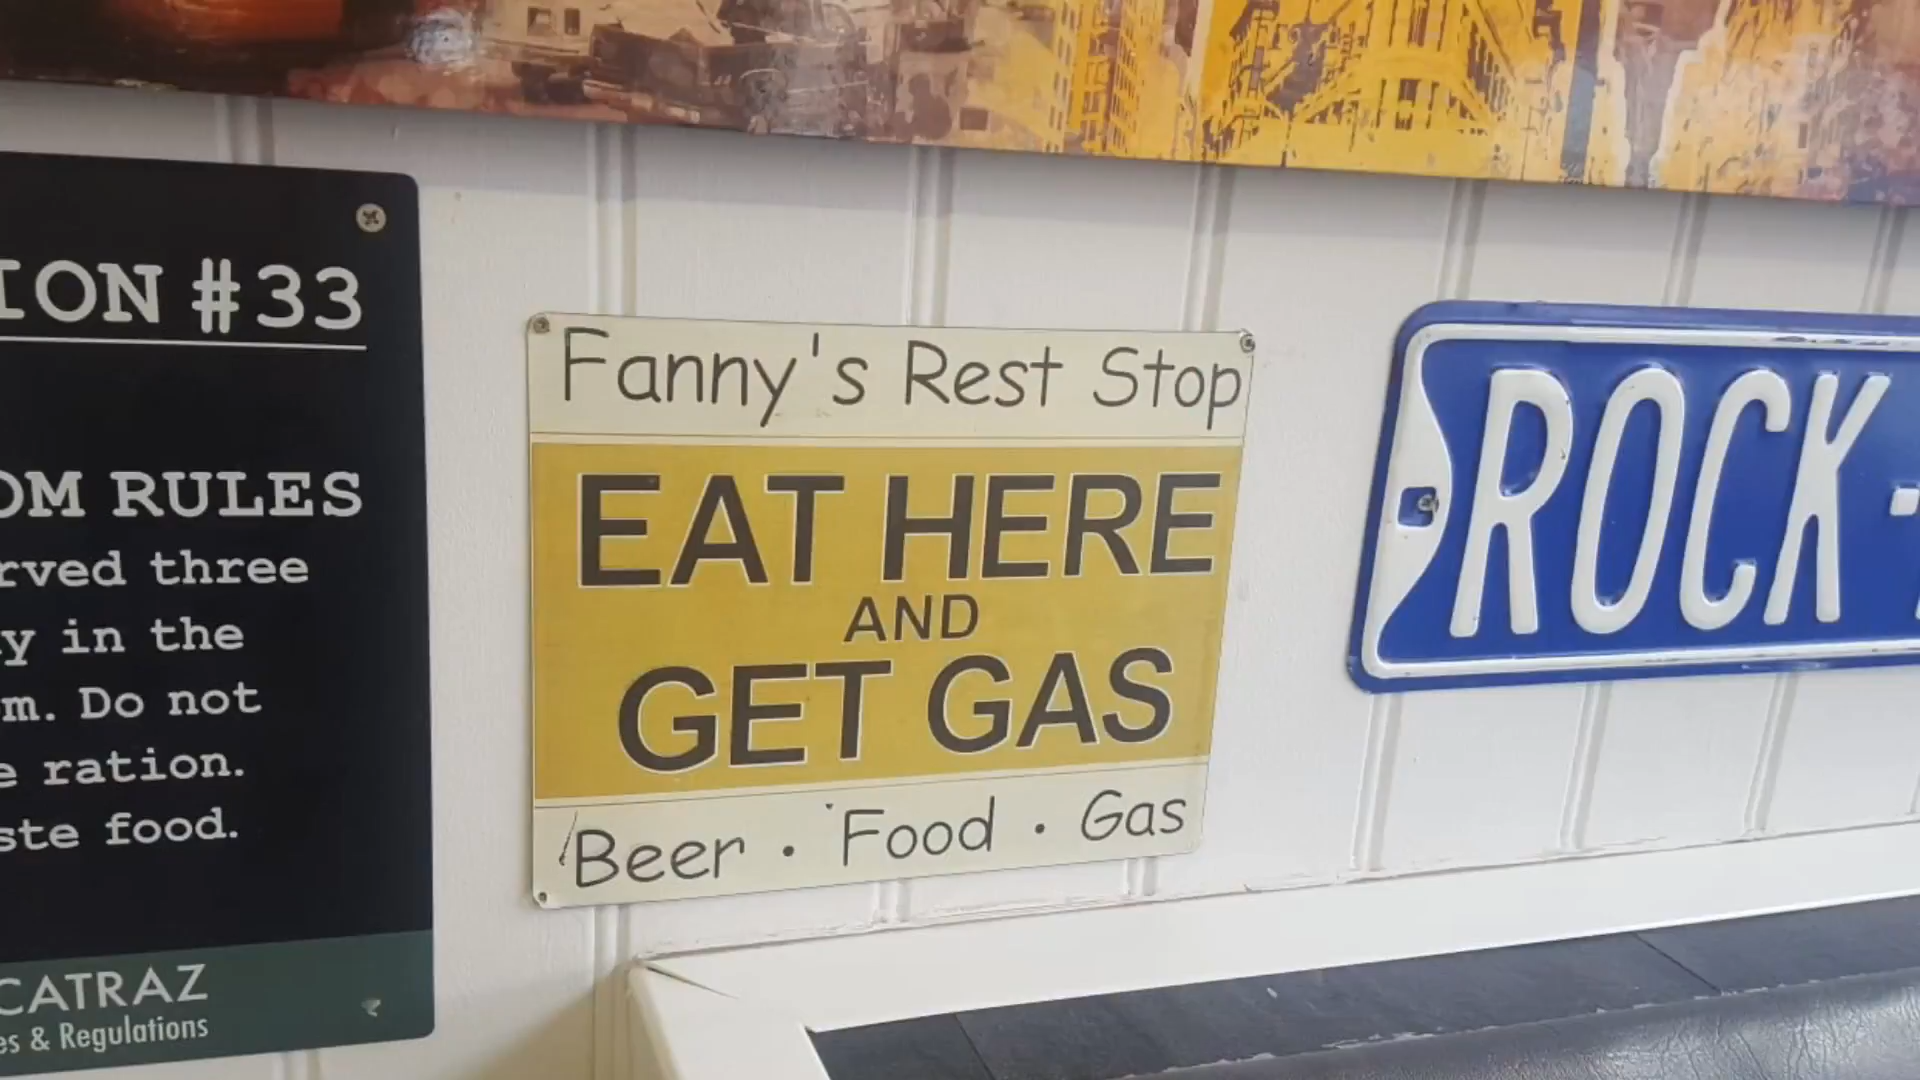 ION #33
OM RULES
rved three
y in the
m. Do not
e ration.
ste food.
CATRAZ
es & Regulations
Fanny's Rest Stop
EAT HERE
AND
GET GAS
Beer · Food · Gas
ROCK -